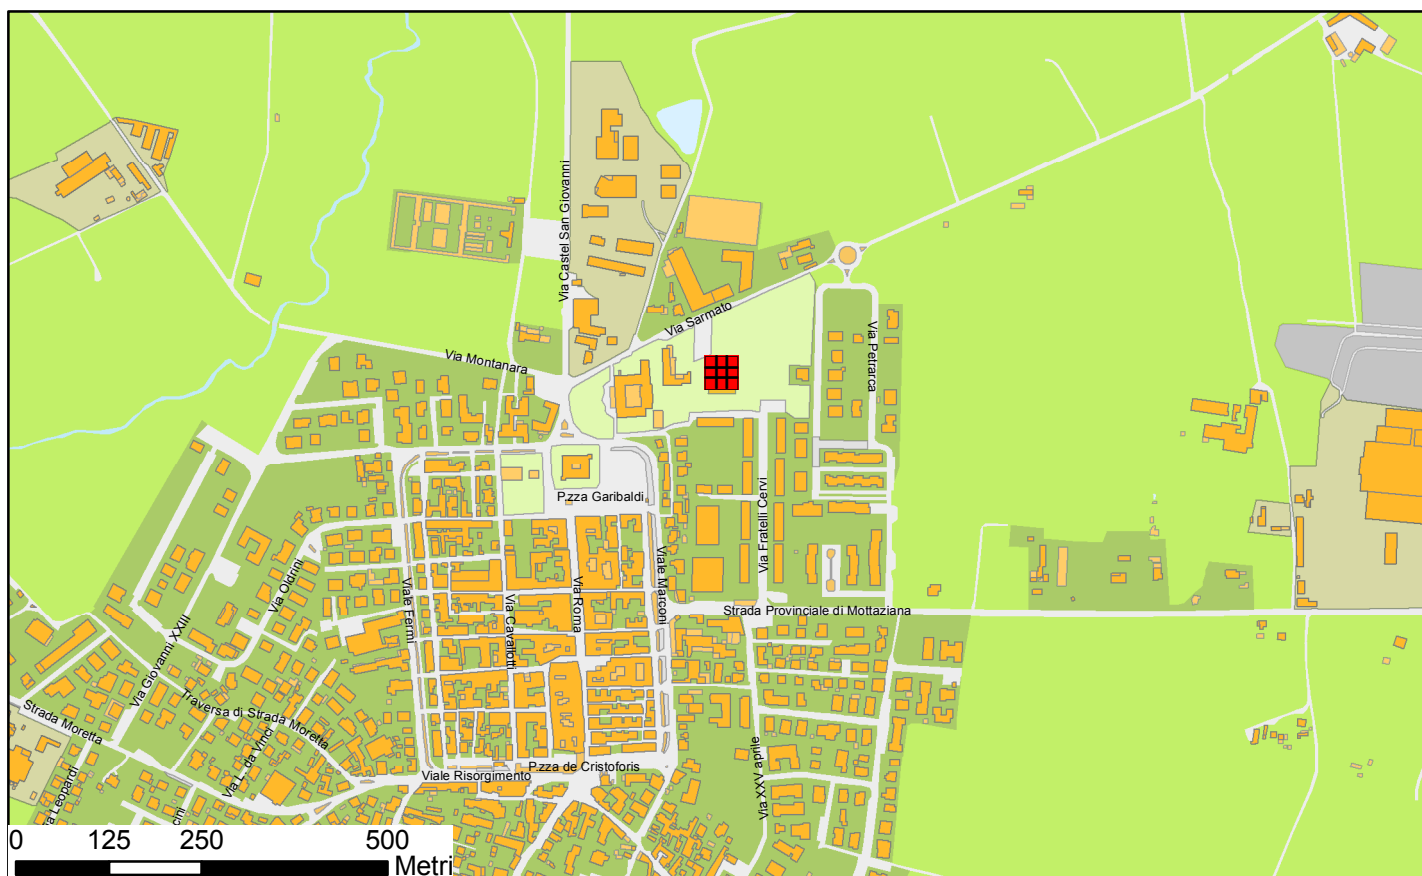 Via Castel San Giovanni
Via Sarmato
Via Montanara
Via Petrarca
P.zza Garibaldi
Via Fratelli Cervi
Viale Marconi
Via Oldrini
Viale Fermi
Via Cavallotti
Via Roma
Strada Provinciale di Mottaziana
Via Giovanni XXIII
Traversa di Strada Moretta
Strada Moretta
Via L. da Vinci
Via XXV aprile
P.zza de Cristoforis
Viale Risorgimento
Leopardi
0 125 250 500
Metri